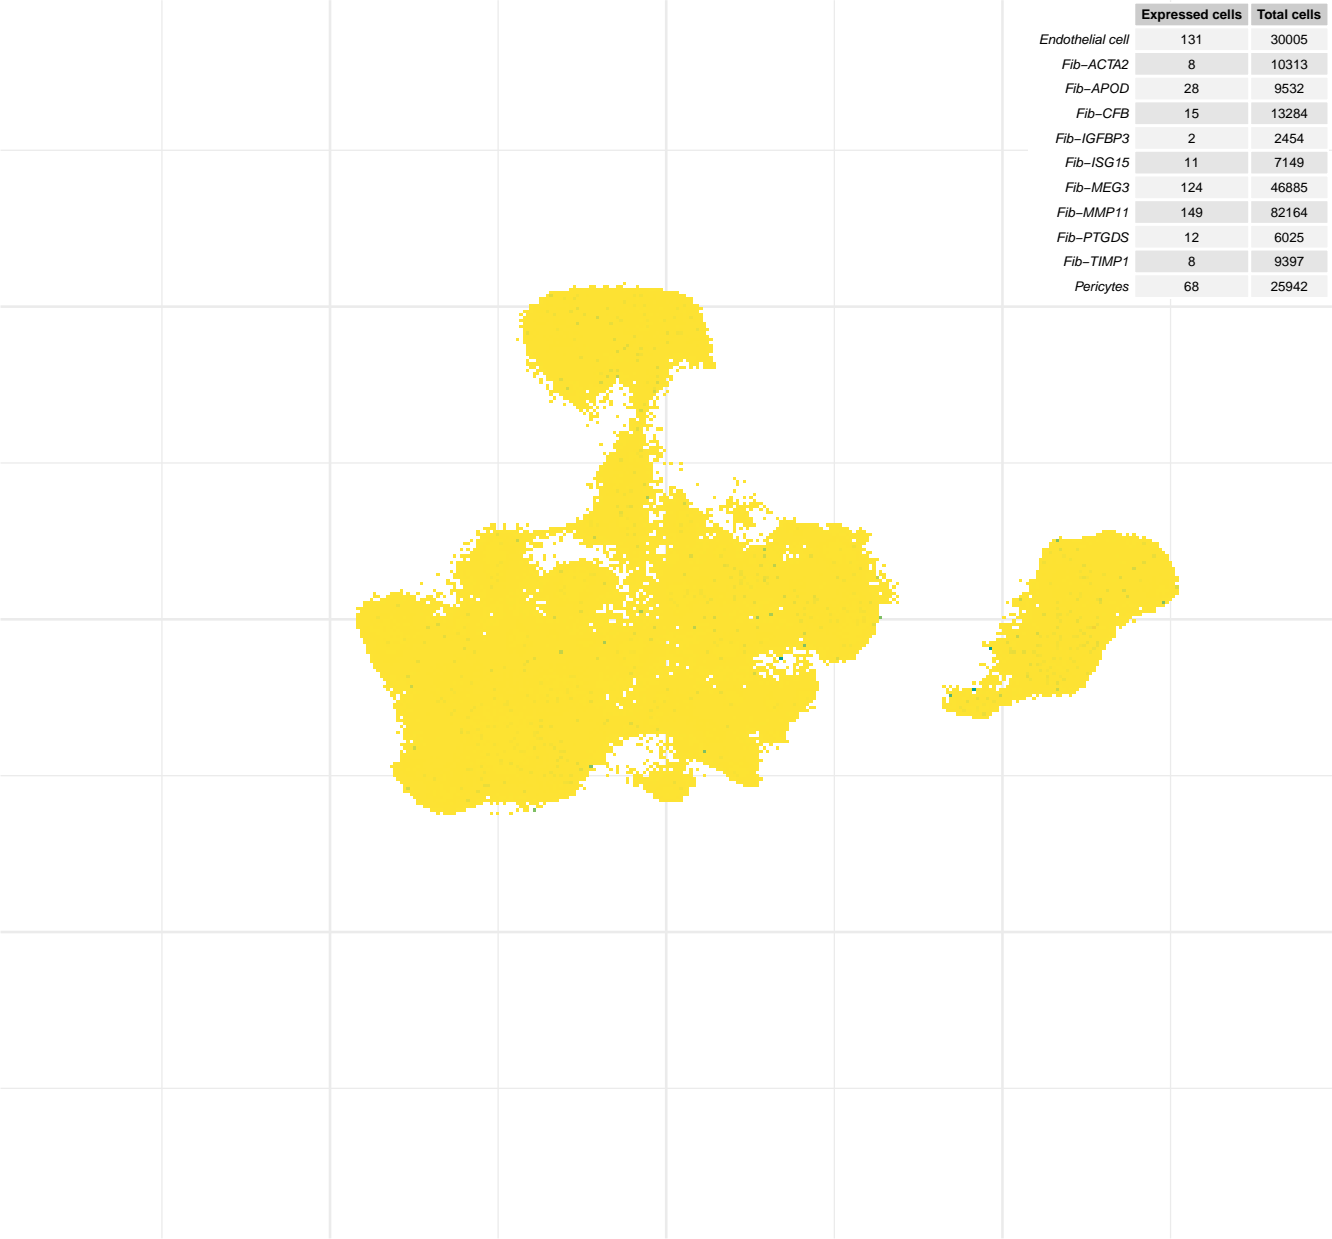 Expressed cells Total cells
Endothelial cell 131 30005
Fib−ACTA2 8 10313
Fib−APOD 28 9532
Fib−CFB 15 13284
Fib−IGFBP3 2 2454
Fib−ISG15 11 7149
Fib−MEG3 124 46885
Fib−MMP11 149 82164
Fib−PTGDS 12 6025
Fib−TIMP1 8 9397
Pericytes 68 25942